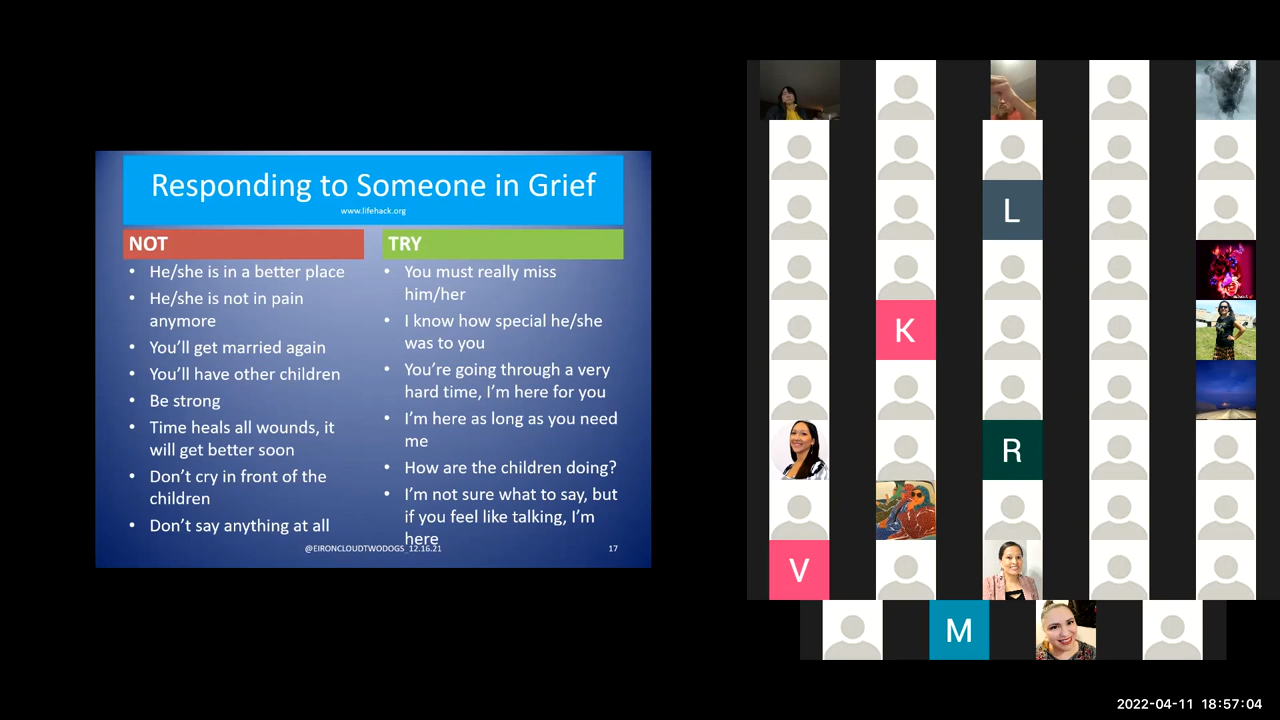 Responding to Someone in Grief
www.lifehack.org
NOT
• He/she is in a better place
• He/she is not in pain
anymore
• You'll get married again
• You'll have other children
• Be strong
• Time heals all wounds, it
will get better soon
• Don't cry in front of the
children
• Don't say anything at all
TRY
• You must really miss
him/her
• I know how special he/she
was to you
• You're going through a very
hard time, I'm here for you
• I'm here as long as you need
me
• How are the children doing?
• I'm not sure what to say, but
if you feel like talking, I'm
here
@EIRONCLOUDTWODOGS_12.16.21
17
L
K
R
V
M
2022-04-11 18:57:04